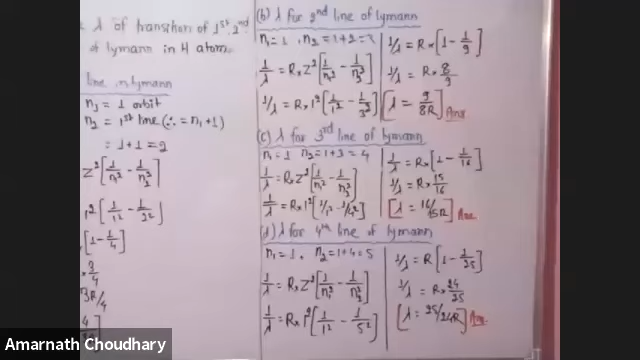 λ of transition of 1st, 2nd
of lymann in H atom.
line in lymann
n₁ = 1 orbit
n₂ = 1st line (∴ = n₁+1)
= 1+1 = 2
z² [1/n₁² - 1/n₂²]
1² [1/1² - 1/2²]
[1 - 1/4]
× 3/4
3R/4
(b) λ for 2nd line of lymann
n₁=1, n₂ = 1+2 = 3
1/λ = R × Z² [1/n₁² - 1/n₂²]
1/λ = R × 1² [1/1² - 1/3²]
1/λ = R × [1 - 1/9]
1/λ = R × 8/9
[λ = 9/8R] Ans.
(c) λ for 3rd line of lymann
n₁=1 n₂ = 1+3 = 4
1/λ = R × Z² [1/n₁² - 1/n₂²]
1/λ = R × 1² [1/1² - 1/4²]
1/λ = R × [1 - 1/16]
1/λ = R × 15/16
[λ = 16/15R] Ans.
(d) λ for 4th line of lymann
n₁=1, n₂ = 1+4 = 5
1/λ = R × Z² [1/n₁² - 1/n₂²]
1/λ = R × 1² [1/1² - 1/5²]
1/λ = R [1 - 1/25]
1/λ = R × 24/25
[λ = 25/24R] Ans.
Amarnath Choudhary